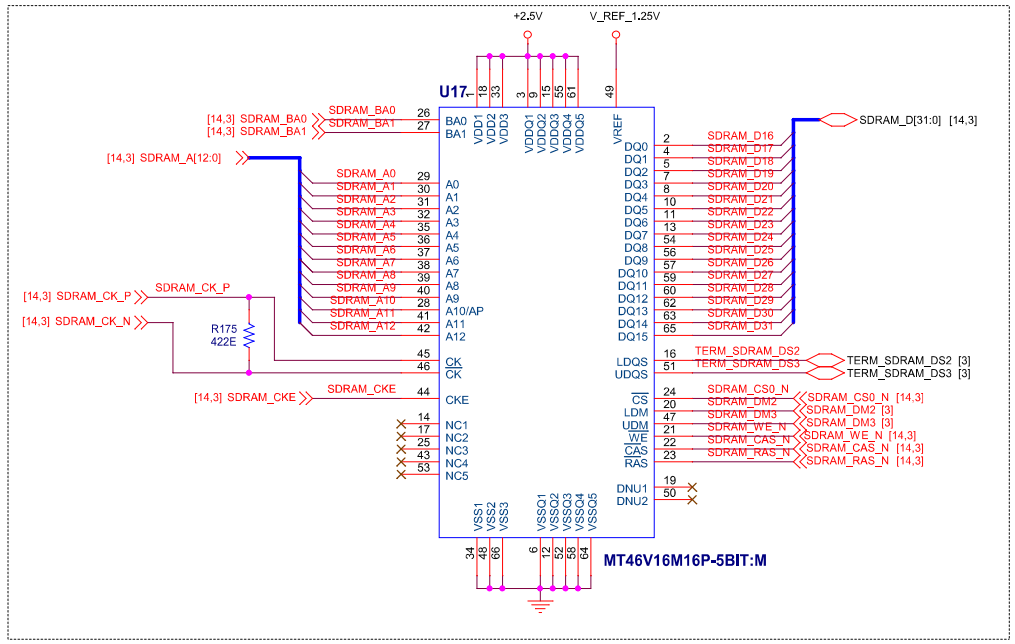 +2.5V V_REF_1.25V
U17
1 18 33 3 9 15 55 61 49
VDD1 VDD2 VDD3 VDDQ1 VDDQ2 VDDQ3 VDDQ4 VDDQ5 VREF
[14,3] SDRAM_BA0 SDRAM_BA0 26 BA0
[14,3] SDRAM_BA1 SDRAM_BA1 27 BA1
[14,3] SDRAM_A[12:0]
SDRAM_A0 29 A0
SDRAM_A1 30 A1
SDRAM_A2 31 A2
SDRAM_A3 32 A3
SDRAM_A4 35 A4
SDRAM_A5 36 A5
SDRAM_A6 37 A6
SDRAM_A7 38 A7
SDRAM_A8 39 A8
SDRAM_A9 40 A9
SDRAM_A10 28 A10/AP
SDRAM_A11 41 A11
SDRAM_A12 42 A12
[14,3] SDRAM_CK_P SDRAM_CK_P
[14,3] SDRAM_CK_N
R175
422E
45 CK
46 CK
[14,3] SDRAM_CKE SDRAM_CKE 44 CKE
14 NC1
17 NC2
25 NC3
43 NC4
53 NC5
SDRAM_D[31:0] [14,3]
DQ0 2 SDRAM_D16
DQ1 4 SDRAM_D17
DQ2 5 SDRAM_D18
DQ3 7 SDRAM_D19
DQ4 8 SDRAM_D20
DQ5 10 SDRAM_D21
DQ6 11 SDRAM_D22
DQ7 13 SDRAM_D23
DQ8 54 SDRAM_D24
DQ9 56 SDRAM_D25
DQ10 57 SDRAM_D26
DQ11 59 SDRAM_D27
DQ12 60 SDRAM_D28
DQ13 62 SDRAM_D29
DQ14 63 SDRAM_D30
DQ15 65 SDRAM_D31
LDQS 16 TERM_SDRAM_DS2 TERM_SDRAM_DS2 [3]
UDQS 51 TERM_SDRAM_DS3 TERM_SDRAM_DS3 [3]
CS 24 SDRAM_CS0_N SDRAM_CS0_N [14,3]
LDM 20 SDRAM_DM2 SDRAM_DM2 [3]
UDM 47 SDRAM_DM3 SDRAM_DM3 [3]
WE 21 SDRAM_WE_N SDRAM_WE_N [14,3]
CAS 22 SDRAM_CAS_N SDRAM_CAS_N [14,3]
RAS 23 SDRAM_RAS_N SDRAM_RAS_N [14,3]
DNU1 19
DNU2 50
VSS1 VSS2 VSS3 VSSQ1 VSSQ2 VSSQ3 VSSQ4 VSSQ5
34 48 66 6 12 52 58 64
MT46V16M16P-5BIT:M